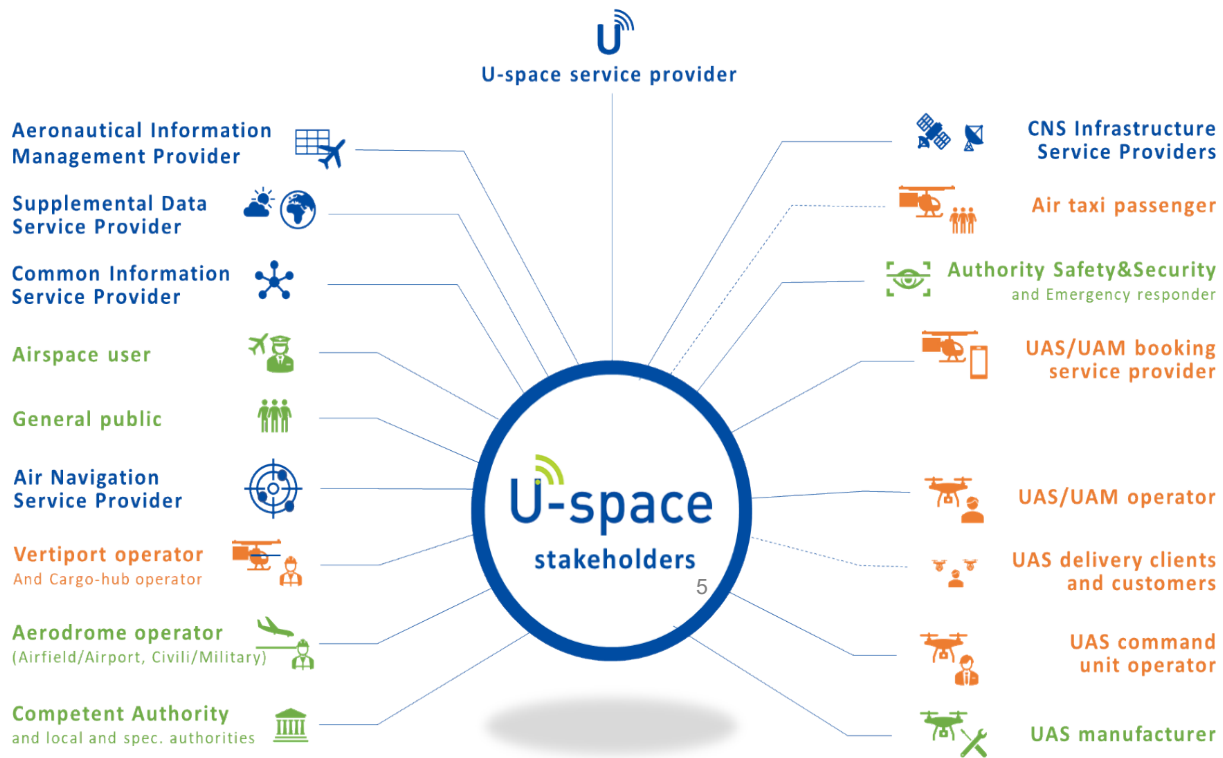 U
U-space service provider
Aeronautical Information
Management Provider
Supplemental Data
Service Provider
Common Information
Service Provider
Airspace user
General public
Air Navigation
Service Provider
Vertiport operator
And Cargo-hub operator
Aerodrome operator
(Airfield/Airport, Civili/Military)
Competent Authority
and local and spec. authorities
U-space
stakeholders
5
CNS Infrastructure
Service Providers
Air taxi passenger
Authority Safety&Security
and Emergency responder
UAS/UAM booking
service provider
UAS/UAM operator
UAS delivery clients
and customers
UAS command
unit operator
UAS manufacturer